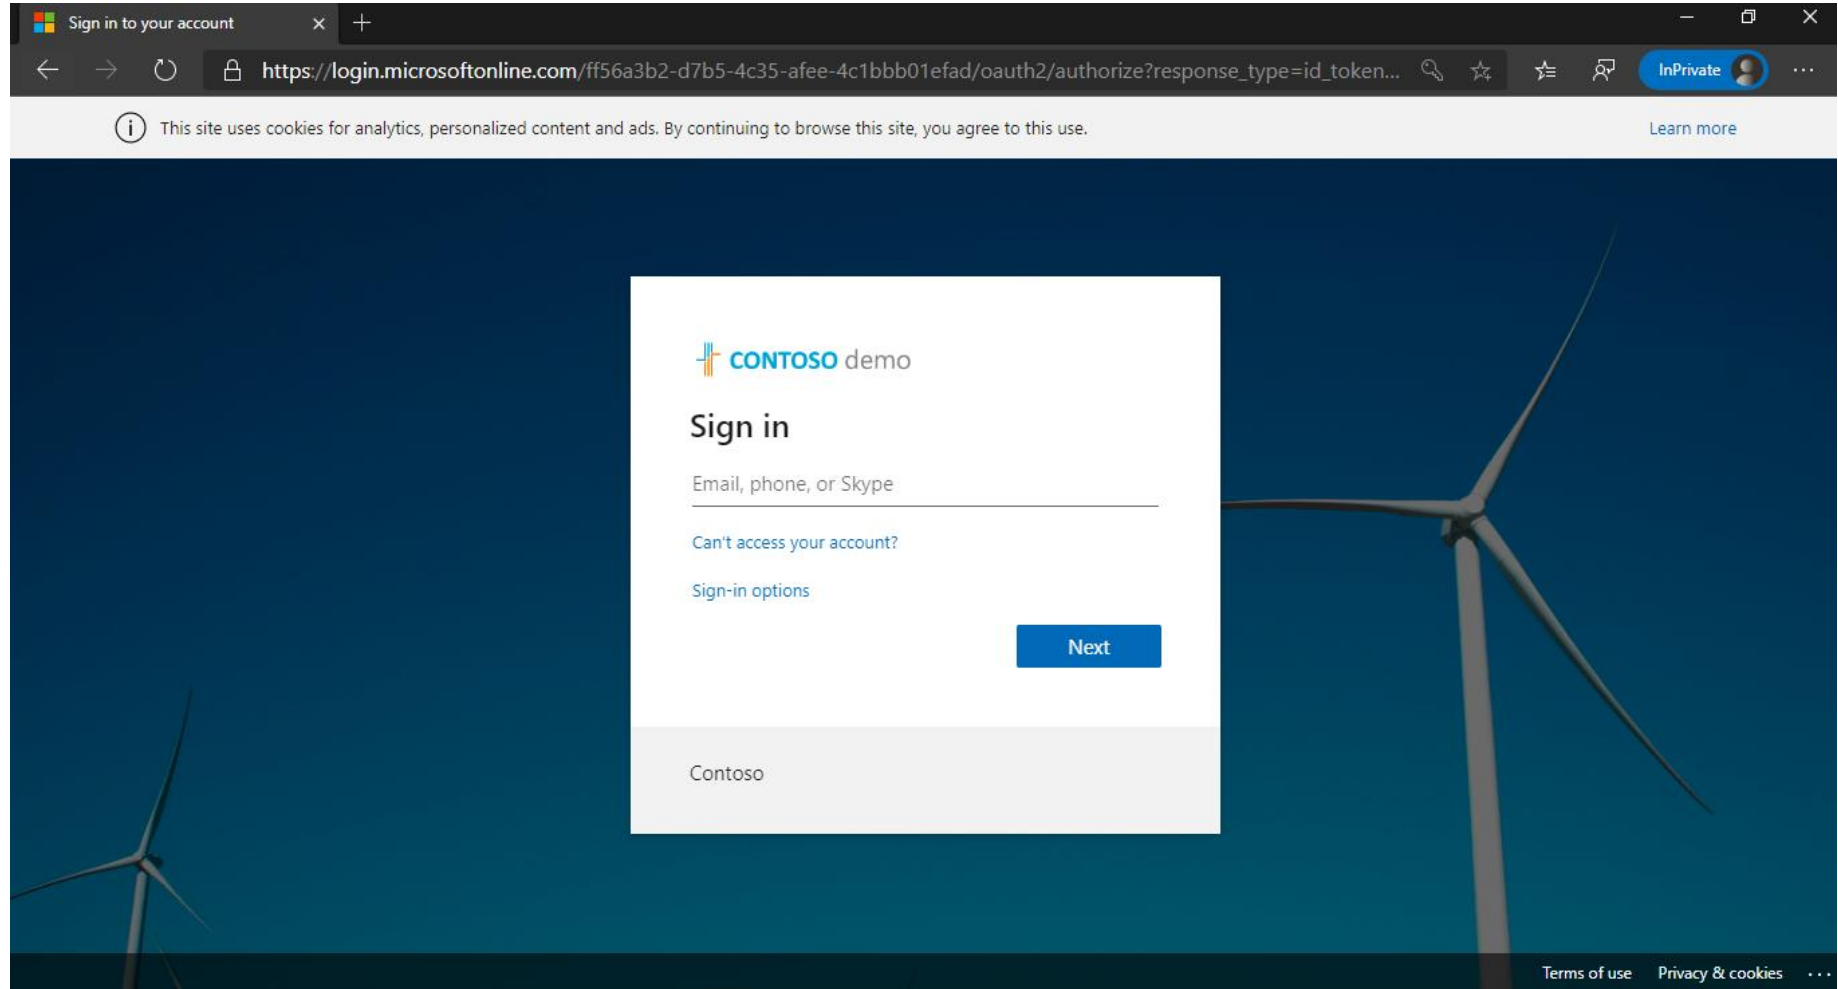 Sign in to your account
https://login.microsoftonline.com/ff56a3b2-d7b5-4c35-afee-4c1bbb01efad/oauth2/authorize?response_type=id_token...
InPrivate
This site uses cookies for analytics, personalized content and ads. By continuing to browse this site, you agree to this use.
Learn more
CONTOSO demo
Sign in
Email, phone, or Skype
Can't access your account?
Sign-in options
Next
Contoso
Terms of use Privacy & cookies ...